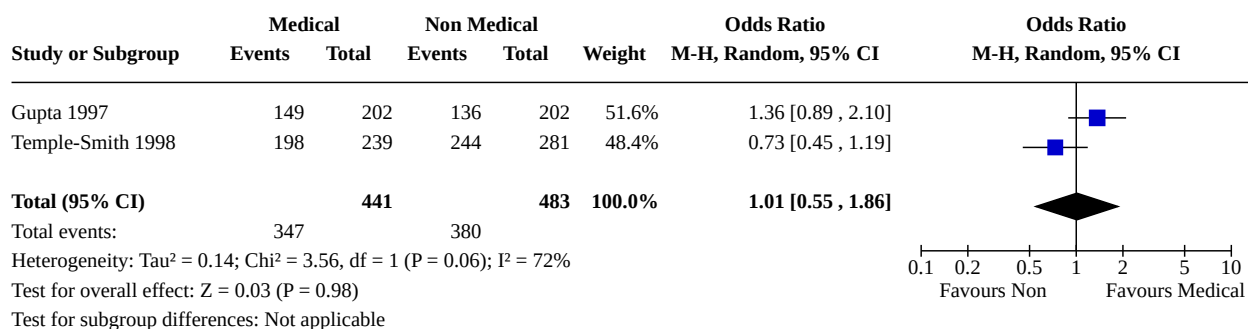 Medical Non Medical Odds Ratio Odds Ratio
Study or Subgroup Events Total Events Total Weight M-H, Random, 95% CI M-H, Random, 95% CI
Gupta 1997 149 202 136 202 51.6% 1.36 [0.89 , 2.10]
Temple-Smith 1998 198 239 244 281 48.4% 0.73 [0.45 , 1.19]
Total (95% CI) 441 483 100.0% 1.01 [0.55 , 1.86]
Total events: 347 380
Heterogeneity: Tau² = 0.14; Chi² = 3.56, df = 1 (P = 0.06); I² = 72%
0.1 0.2 0.5 1 2 5 10
Test for overall effect: Z = 0.03 (P = 0.98)
Favours Non Favours Medical
Test for subgroup differences: Not applicable